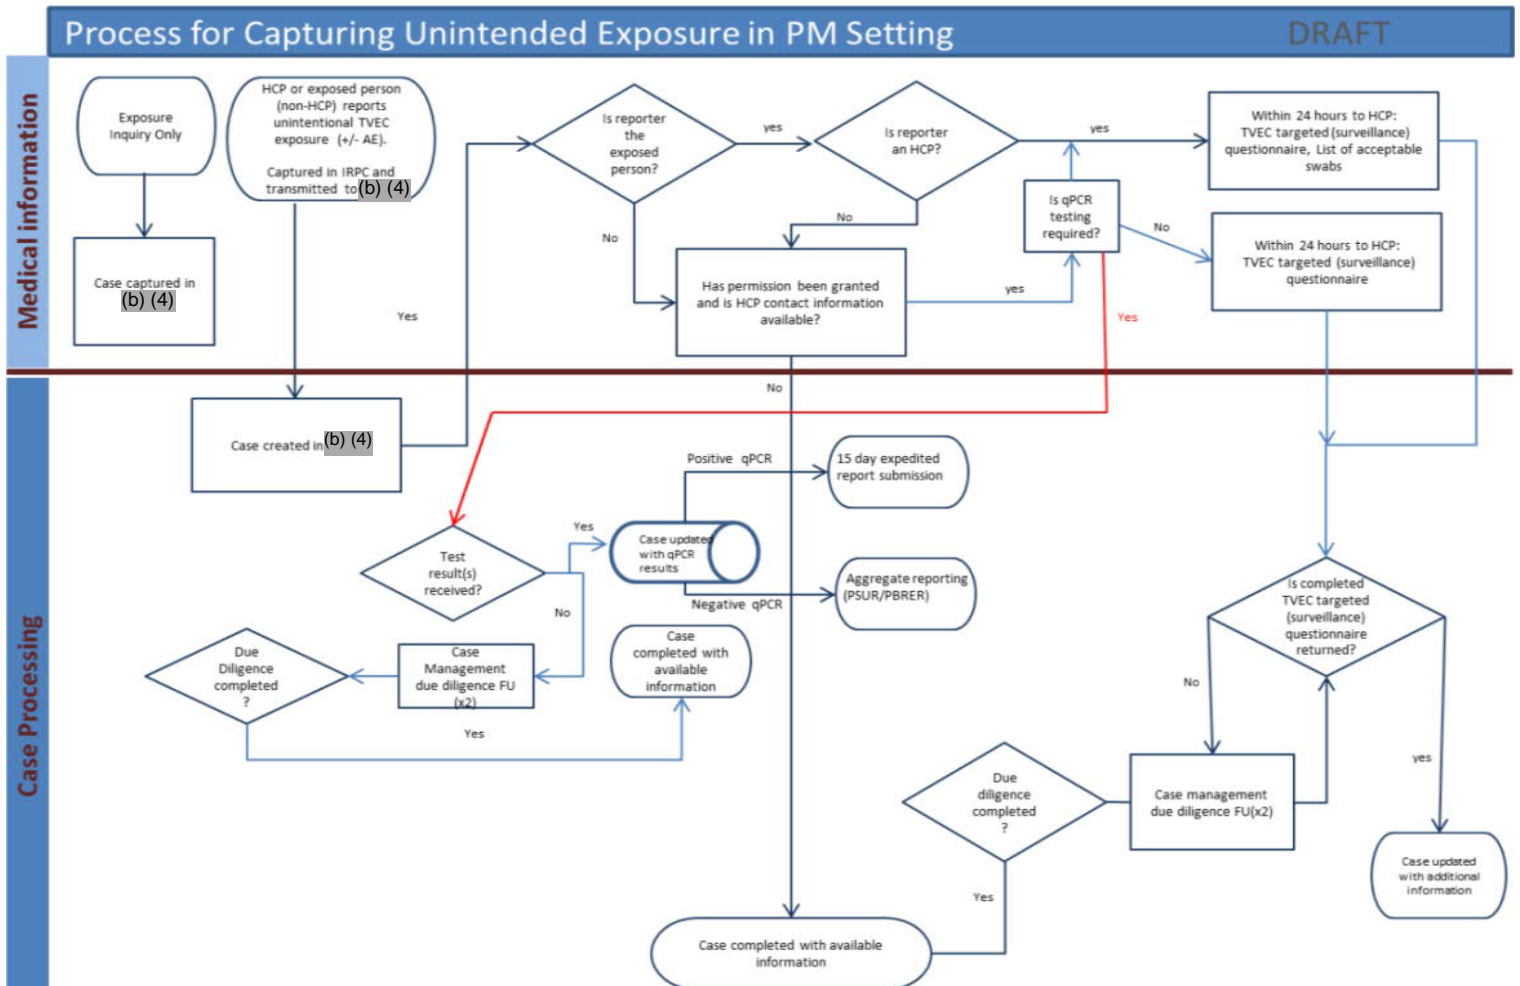 Process for Capturing Unintended Exposure in PM Setting
DRAFT
Medical information
Exposure
Inquiry Only
HCP or exposed person
(non-HCP) reports
unintentional TVEC
exposure (+/- AE).
Captured in IRPC and
transmitted to (b) (4)
Is reporter
the
exposed
person?
yes
Is reporter
an HCP?
yes
Within 24 hours to HCP:
TVEC targeted (surveillance)
questionnaire, List of acceptable
swabs
Is qPCR
testing
required?
No
No
No
Within 24 hours to HCP:
TVEC targeted (surveillance)
questionnaire
Case captured in
(b) (4)
Has permission been granted
and is HCP contact information
available?
yes
Yes
Yes
No
Case Processing
Case created in (b) (4)
Positive qPCR
15 day expedited
report submission
Yes
Case updated
with qPCR
results
Test
result(s)
received?
No
Negative qPCR
Aggregate reporting
(PSUR/PBRER)
Is completed
TVEC targeted
(surveillance)
questionnaire
returned?
Due
Diligence
completed
?
Case
Management
due diligence FU
(x2)
Case
completed with
available
information
Yes
No
yes
Due
diligence
completed
?
Case management
due diligence FU(x2)
Case updated
with additional
information
Yes
Case completed with available
information